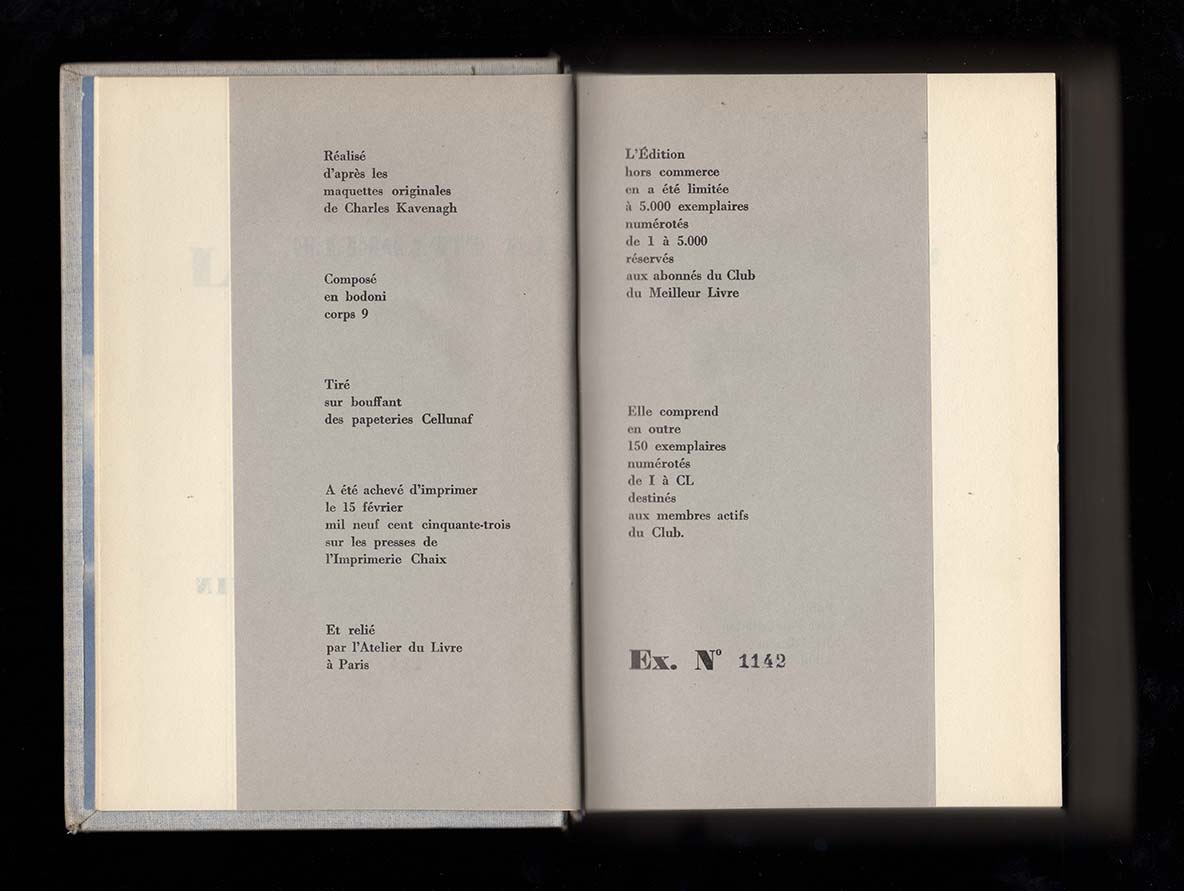 Réalisé
d'après les
maquettes originales
de Charles Kavenagh
Composé
en bodoni
corps 9
Tiré
sur bouffant
des papeteries Cellunaf
A été achevé d'imprimer
le 15 février
mil neuf cent cinquante-trois
sur les presses de
l'Imprimerie Chaix
Et relié
par l'Atelier du Livre
à Paris
L'Édition
hors commerce
en a été limitée
à 5.000 exemplaires
numérotés
de 1 à 5.000
réservés
aux abonnés du Club
du Meilleur Livre
Elle comprend
en outre
150 exemplaires
numérotés
de I à CL
destinés
aux membres actifs
du Club.
Ex. N° 1142